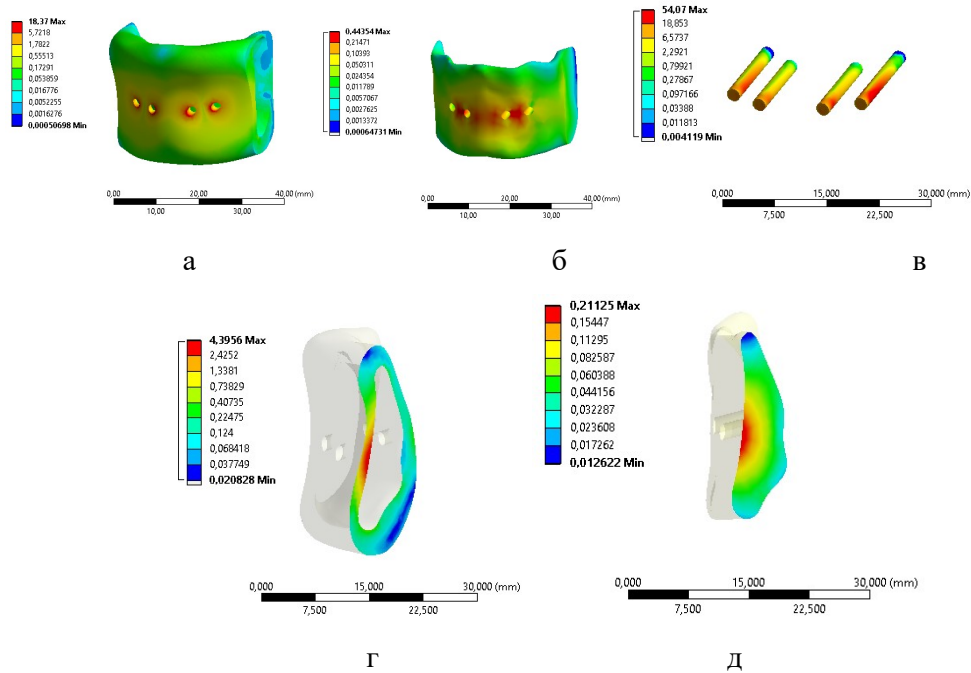 18,37 Max
5,7218
1,7822
0,55513
0,17291
0,053859
0,016776
0,0052255
0,0016276
0,00050698 Min
0,00 20,00 40,00 (mm)
10,00 30,00
а
0,44354 Max
0,21471
0,10393
0,050311
0,024354
0,011789
0,0057067
0,0027625
0,0013372
0,00064731 Min
0,00 20,00 40,00 (mm)
10,00 30,00
б
54,07 Max
18,853
6,5737
2,2921
0,79921
0,27867
0,097166
0,03388
0,011813
0,004119 Min
0,000 15,000 30,000 (mm)
7,500 22,500
в
4,3956 Max
2,4252
1,3381
0,73829
0,40735
0,22475
0,124
0,068418
0,037749
0,020828 Min
0,000 15,000 30,000 (mm)
7,500 22,500
г
0,21125 Max
0,15447
0,11295
0,082587
0,060388
0,044156
0,032287
0,023608
0,017262
0,012622 Min
0,000 15,000 30,000 (mm)
7,500 22,500
д